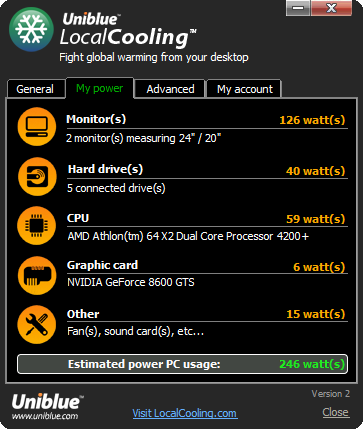 Uniblue
LocalCooling™
Fight global warming from your desktop
General My power Advanced My account
Monitor(s) 126 watt(s)
2 monitor(s) measuring 24" / 20"
Hard drive(s) 40 watt(s)
5 connected drive(s)
CPU 59 watt(s)
AMD Athlon(tm) 64 X2 Dual Core Processor 4200+
Graphic card 6 watt(s)
NVIDIA GeForce 8600 GTS
Other 15 watt(s)
Fan(s), sound card(s), etc...
Estimated power PC usage: 246 watt(s)
Version 2
Uniblue™
www.uniblue.com Visit LocalCooling.com Close